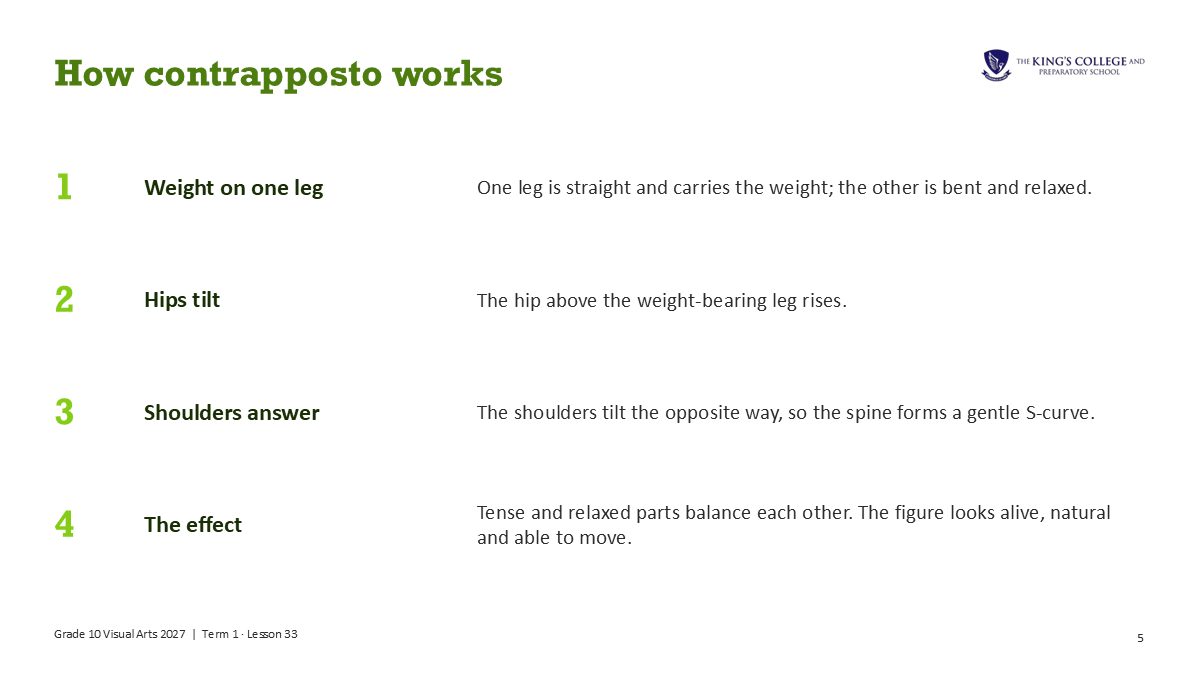 How contrapposto works
THE KING'S COLLEGE AND
PREPARATORY SCHOOL
1
Weight on one leg
One leg is straight and carries the weight; the other is bent and relaxed.
2
Hips tilt
The hip above the weight-bearing leg rises.
3
Shoulders answer
The shoulders tilt the opposite way, so the spine forms a gentle S-curve.
4
The effect
Tense and relaxed parts balance each other. The figure looks alive, natural
and able to move.
Grade 10 Visual Arts 2027 | Term 1 · Lesson 33
5